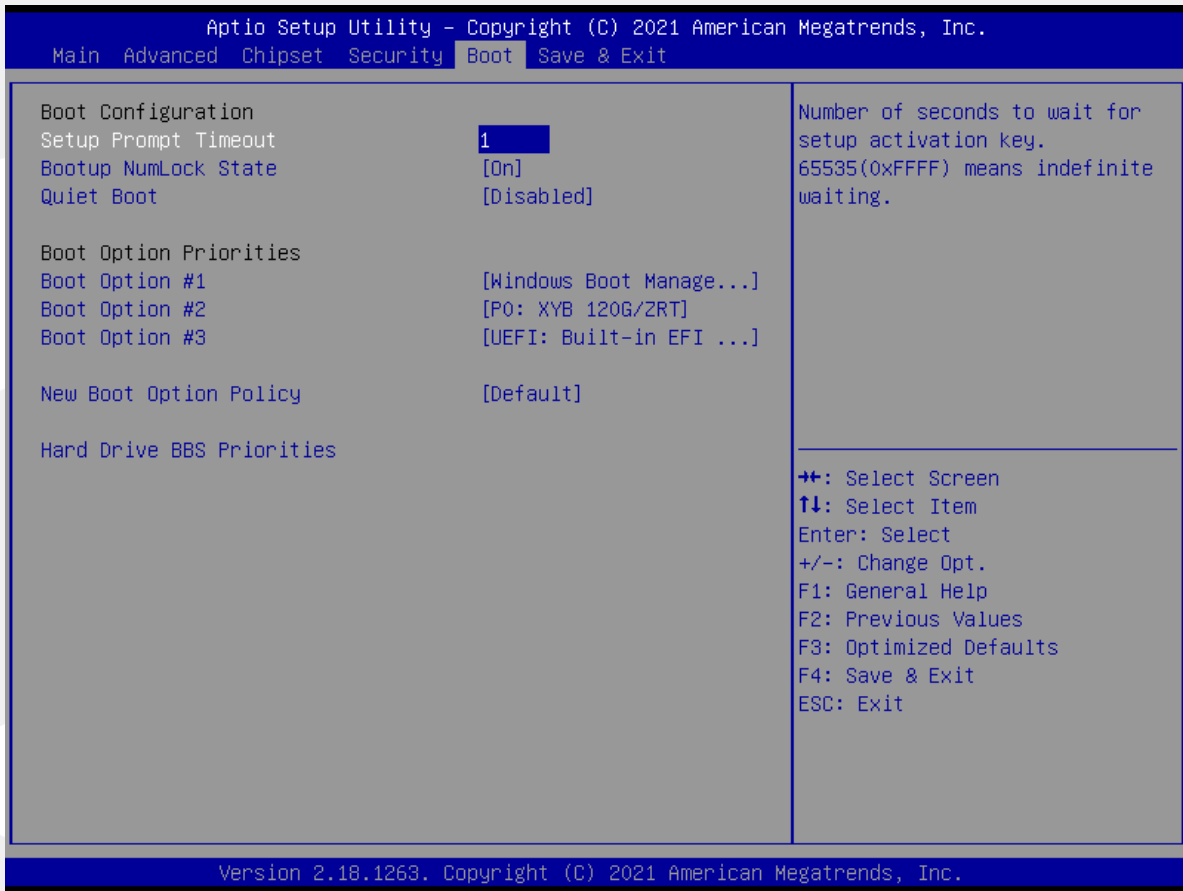 Aptio Setup Utility – Copyright (C) 2021 American Megatrends, Inc.
Main Advanced Chipset Security Boot Save & Exit
Boot Configuration
Setup Prompt Timeout 1
Bootup NumLock State [On]
Quiet Boot [Disabled]
Boot Option Priorities
Boot Option #1 [Windows Boot Manage...]
Boot Option #2 [P0: XYB 120G/ZRT]
Boot Option #3 [UEFI: Built-in EFI ...]
New Boot Option Policy [Default]
Hard Drive BBS Priorities
Number of seconds to wait for
setup activation key.
65535(0xFFFF) means indefinite
waiting.
→←: Select Screen
↑↓: Select Item
Enter: Select
+/-: Change Opt.
F1: General Help
F2: Previous Values
F3: Optimized Defaults
F4: Save & Exit
ESC: Exit
Version 2.18.1263. Copyright (C) 2021 American Megatrends, Inc.